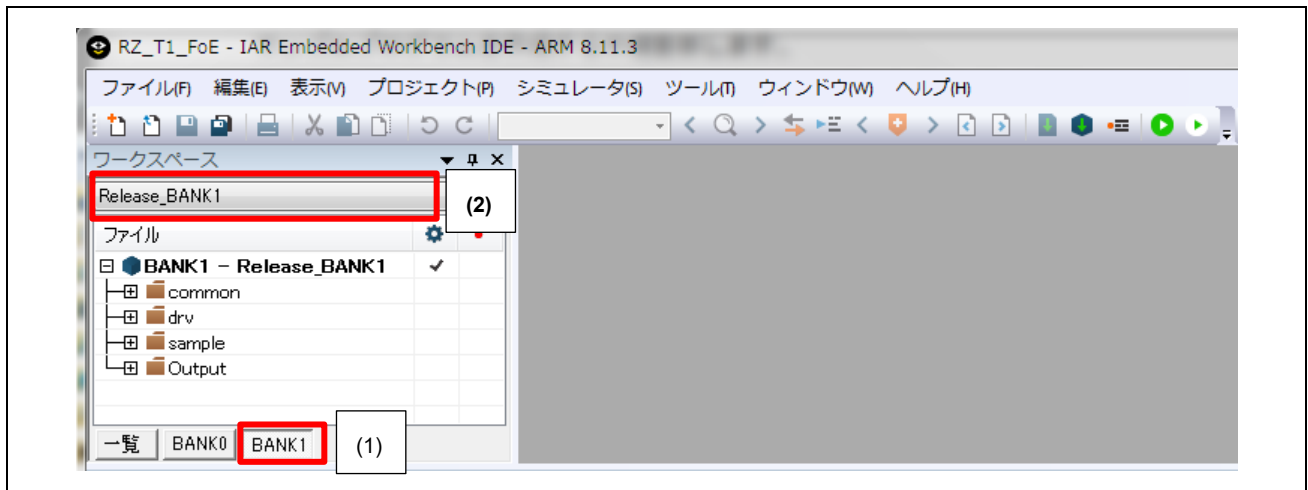 RZ_T1_FoE - IAR Embedded Workbench IDE - ARM 8.11.3
ファイル(F) 編集(E) 表示(V) プロジェクト(P) シミュレータ(S) ツール(T) ウィンドウ(W) ヘルプ(H)
ワークスペース
Release_BANK1
(2)
ファイル
BANK1 - Release_BANK1
common
drv
sample
Output
一覧 BANK0 BANK1 (1)